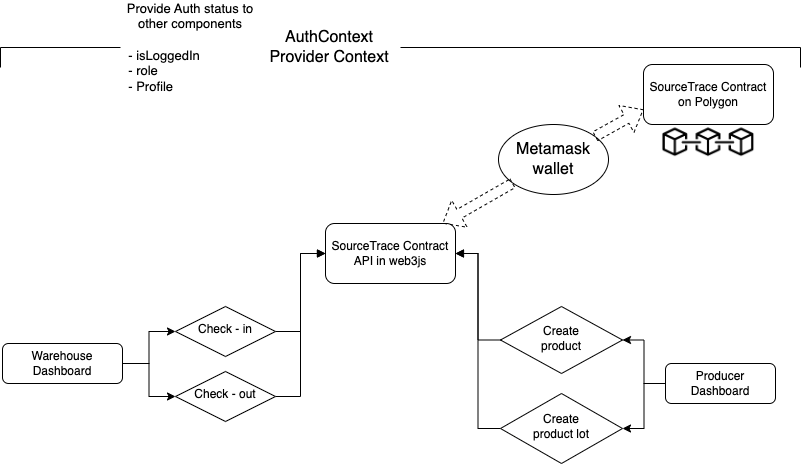 Provide Auth status to
other components
- isLoggedIn
- role
- Profile
AuthContext
Provider Context
SourceTrace Contract
on Polygon
Metamask
wallet
SourceTrace Contract
API in web3js
Check - in
Check - out
Warehouse
Dashboard
Create
product
Create
product lot
Producer
Dashboard